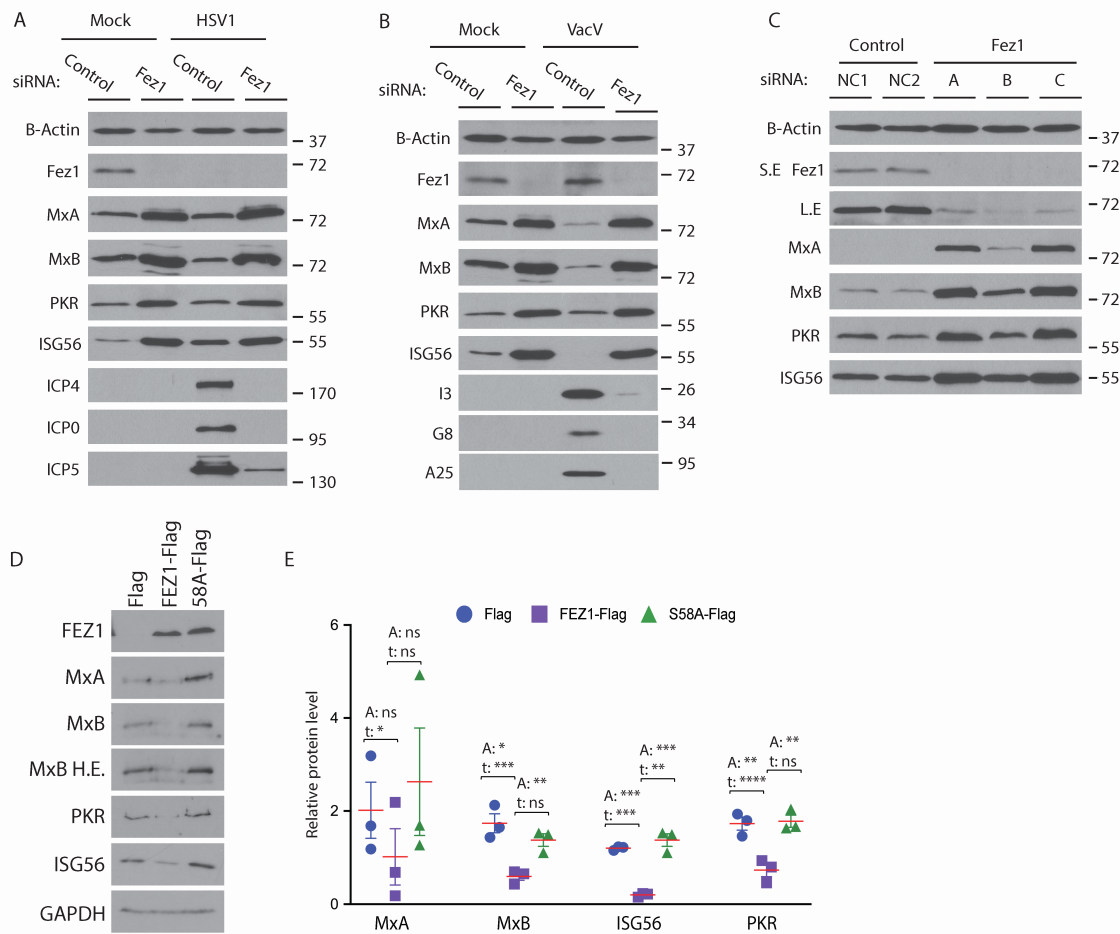 A
Mock HSV1
siRNA: Control Fez1 Control Fez1
B-Actin
37
Fez1
72
MxA
72
MxB
72
PKR
55
ISG56
55
ICP4
170
ICP0
95
ICP5
130
B
Mock VacV
siRNA: Control Fez1 Control Fez1
B-Actin
37
Fez1
72
MxA
72
MxB
72
PKR
55
ISG56
55
I3
26
G8
34
A25
95
C
Control Fez1
siRNA: NC1 NC2 A B C
B-Actin
37
S.E Fez1
72
L.E
72
MxA
72
MxB
72
PKR
55
ISG56
55
D
Flag FEZ1-Flag 58A-Flag
FEZ1
MxA
MxB
MxB H.E.
PKR
ISG56
GAPDH
E
Flag FEZ1-Flag S58A-Flag
Relative protein level
6
4
2
0
A: ns
t: ns
A: ns
t: *
A: *
t: ***
A: **
t: ns
A: ***
t: **
A: ***
t: ***
A: **
t: ****
A: **
t: ns
MxA MxB ISG56 PKR